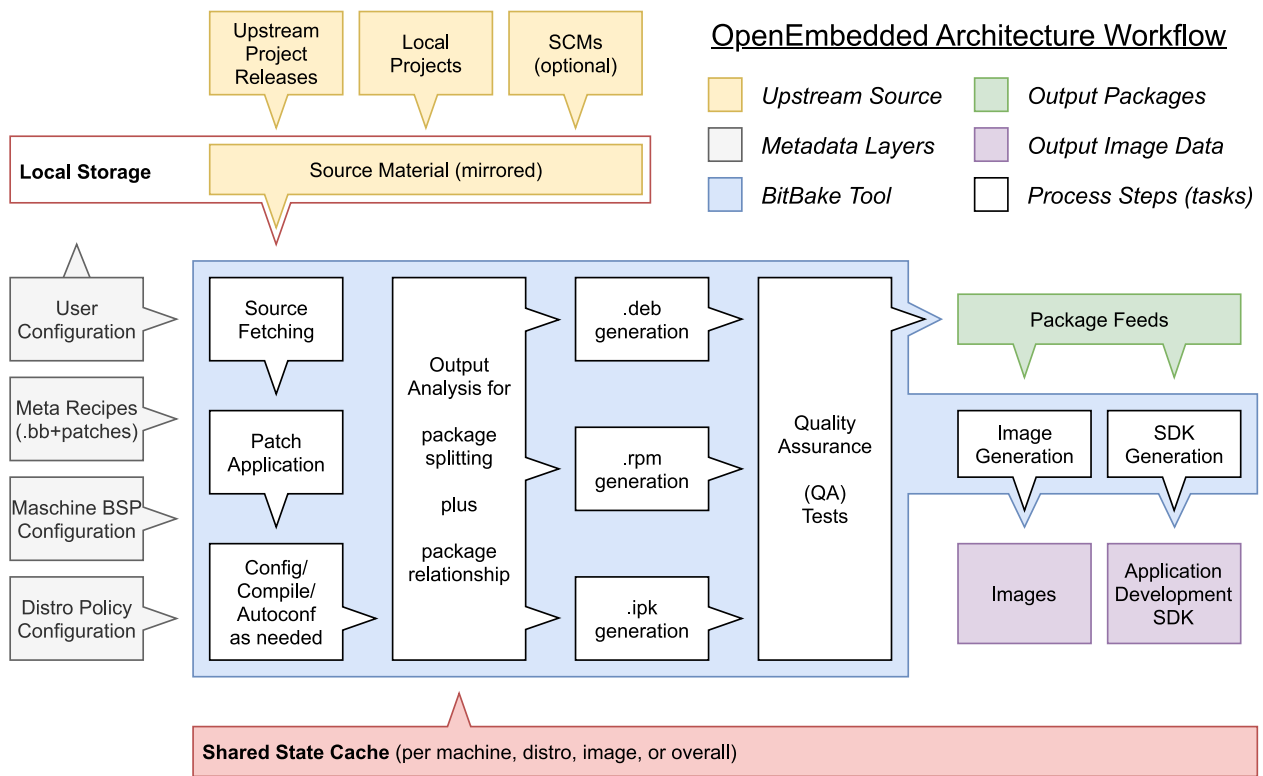 OpenEmbedded Architecture Workflow
Upstream
Project
Releases
Local
Projects
SCMs
(optional)
Upstream Source
Output Packages
Metadata Layers
Output Image Data
BitBake Tool
Process Steps (tasks)
Local Storage
Source Material (mirrored)
User
Configuration
Meta Recipes
(.bb+patches)
Maschine BSP
Configuration
Distro Policy
Configuration
Source
Fetching
Patch
Application
Config/
Compile/
Autoconf
as needed
Output
Analysis for
package
splitting
plus
package
relationship
.deb
generation
.rpm
generation
.ipk
generation
Quality
Assurance
(QA)
Tests
Package Feeds
Image
Generation
SDK
Generation
Images
Application
Development
SDK
Shared State Cache (per machine, distro, image, or overall)